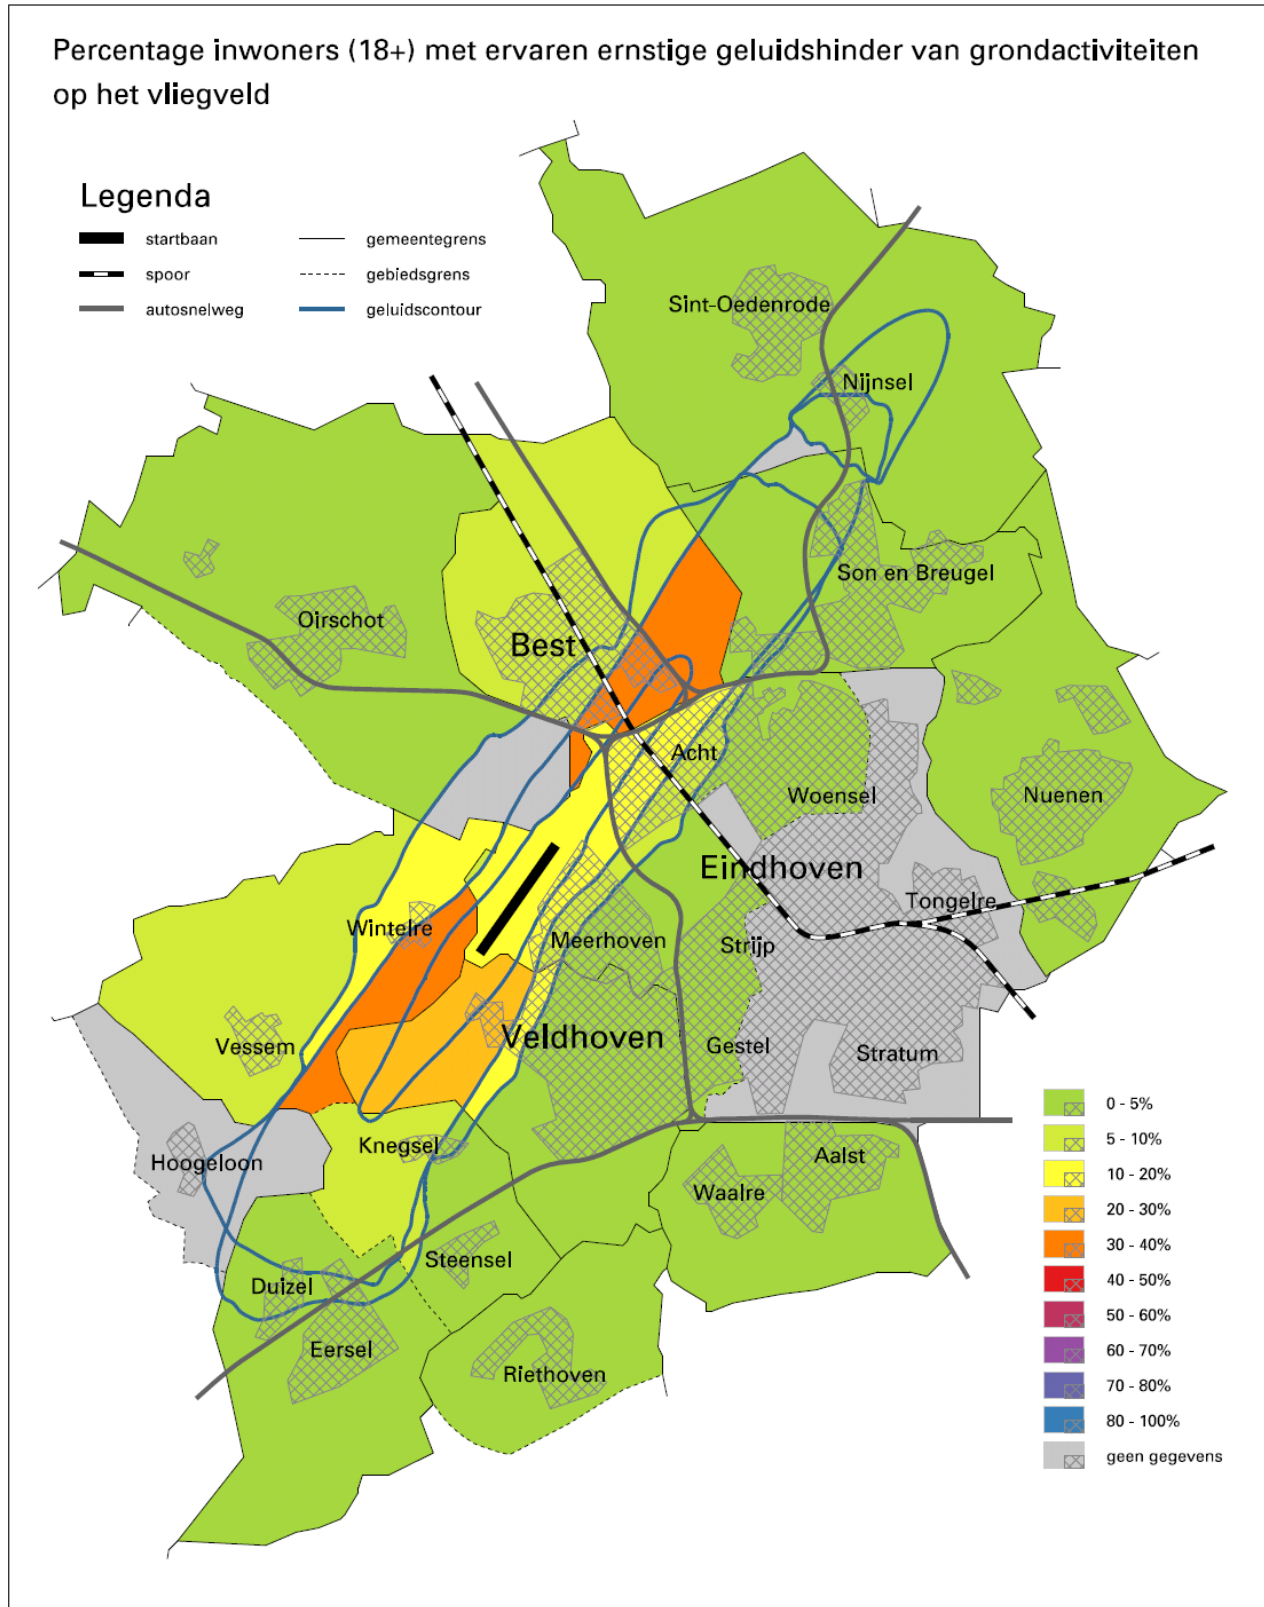 Percentage inwoners (18+) met ervaren ernstige geluidshinder van grondactiviteiten
op het vliegveld
Legenda
startbaan
gemeentegrens
spoor
gebiedsgrens
autosnelweg
geluidscontour
Sint-Oedenrode
Nijnsel
Son en Breugel
Oirschot
Best
Acht
Woensel
Nuenen
Eindhoven
Tongelre
Wintelre
Meerhoven
Strijp
Vessem
Veldhoven
Gestel
Stratum
Knegsel
Hoogeloon
Aalst
Waalre
Steensel
Duizel
Eersel
Riethoven
0 - 5%
5 - 10%
10 - 20%
20 - 30%
30 - 40%
40 - 50%
50 - 60%
60 - 70%
70 - 80%
80 - 100%
geen gegevens